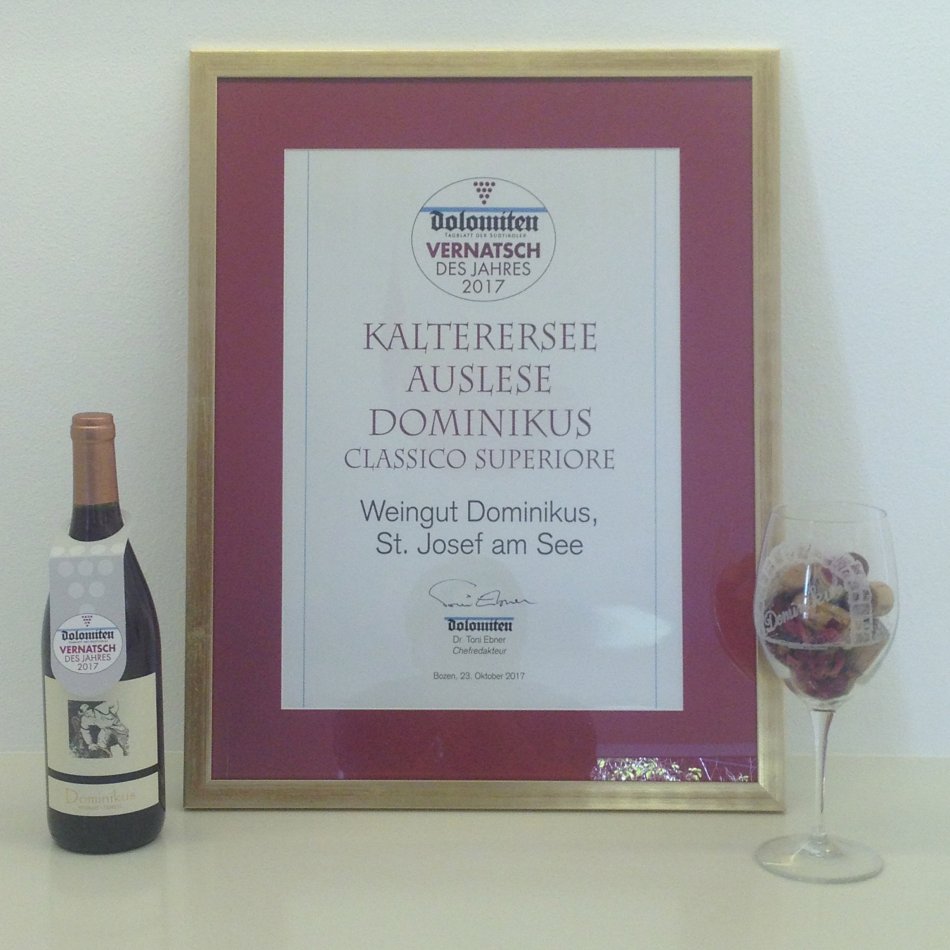 Dolomiten
TAGBLATT DER SÜDTIROLER
VERNATSCH
DES JAHRES
2017
KALTERERSEE
AUSLESE
DOMINIKUS
CLASSICO SUPERIORE
Weingut Dominikus,
St. Josef am See
Dolomiten
Dr. Toni Ebner
Chefredakteur
Bozen, 23. Oktober 2017
Dolomiten
VERNATSCH
DES JAHRES
2017
Dominikus